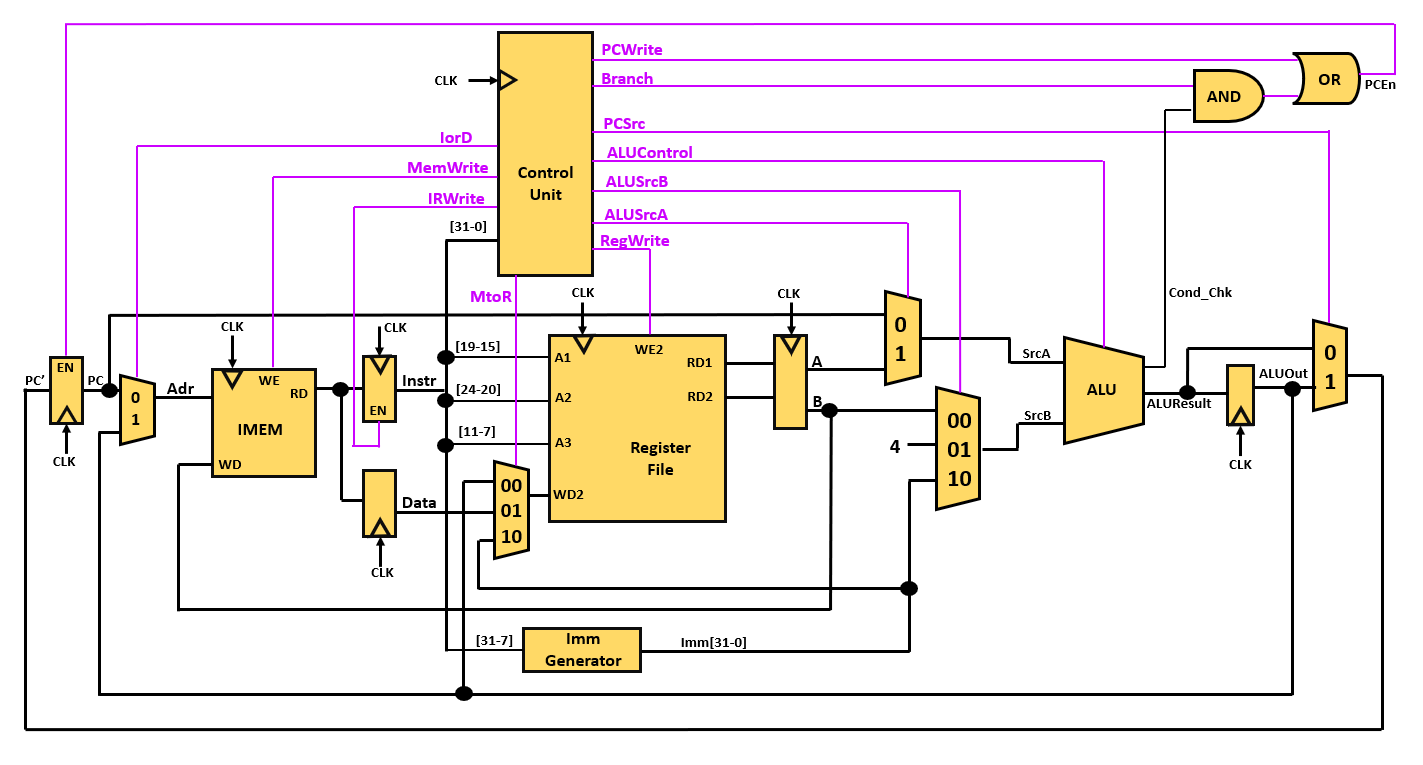 PCWrite
CLK
Branch
OR
PCEn
AND
PCSrc
IorD
ALUControl
MemWrite
Control
Unit
ALUSrcB
IRWrite
ALUSrcA
[31-0]
RegWrite
MtoR
CLK
CLK
Cond_Chk
CLK
CLK
0
1
[19-15]
A1
WE2
RD1
A
SrcA
0
1
EN
PC'
PC
CLK
0
1
Adr
WE
RD
IMEM
WD
Instr
EN
[24-20]
A2
RD2
B
ALU
ALUResult
ALUOut
CLK
[11-7]
A3
Register
File
4
00
01
10
SrcB
Data
CLK
00
01
10
WD2
[31-7]
Imm
Generator
Imm[31-0]